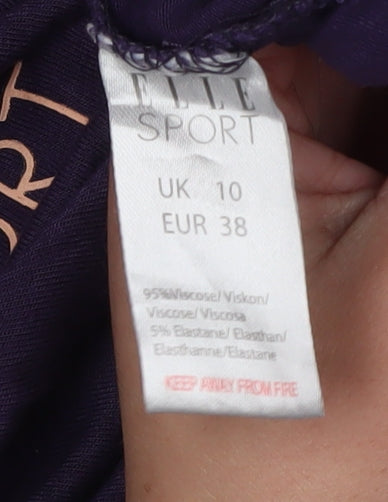 ELLE
SPORT
UK 10
EUR 38
95%Viscose/ Viskon/
Viscose/ Viscosa
5% Elastane/ Elasthan/
Elasthanne/Elastane
KEEP AWAY FROM FIRE
ORT